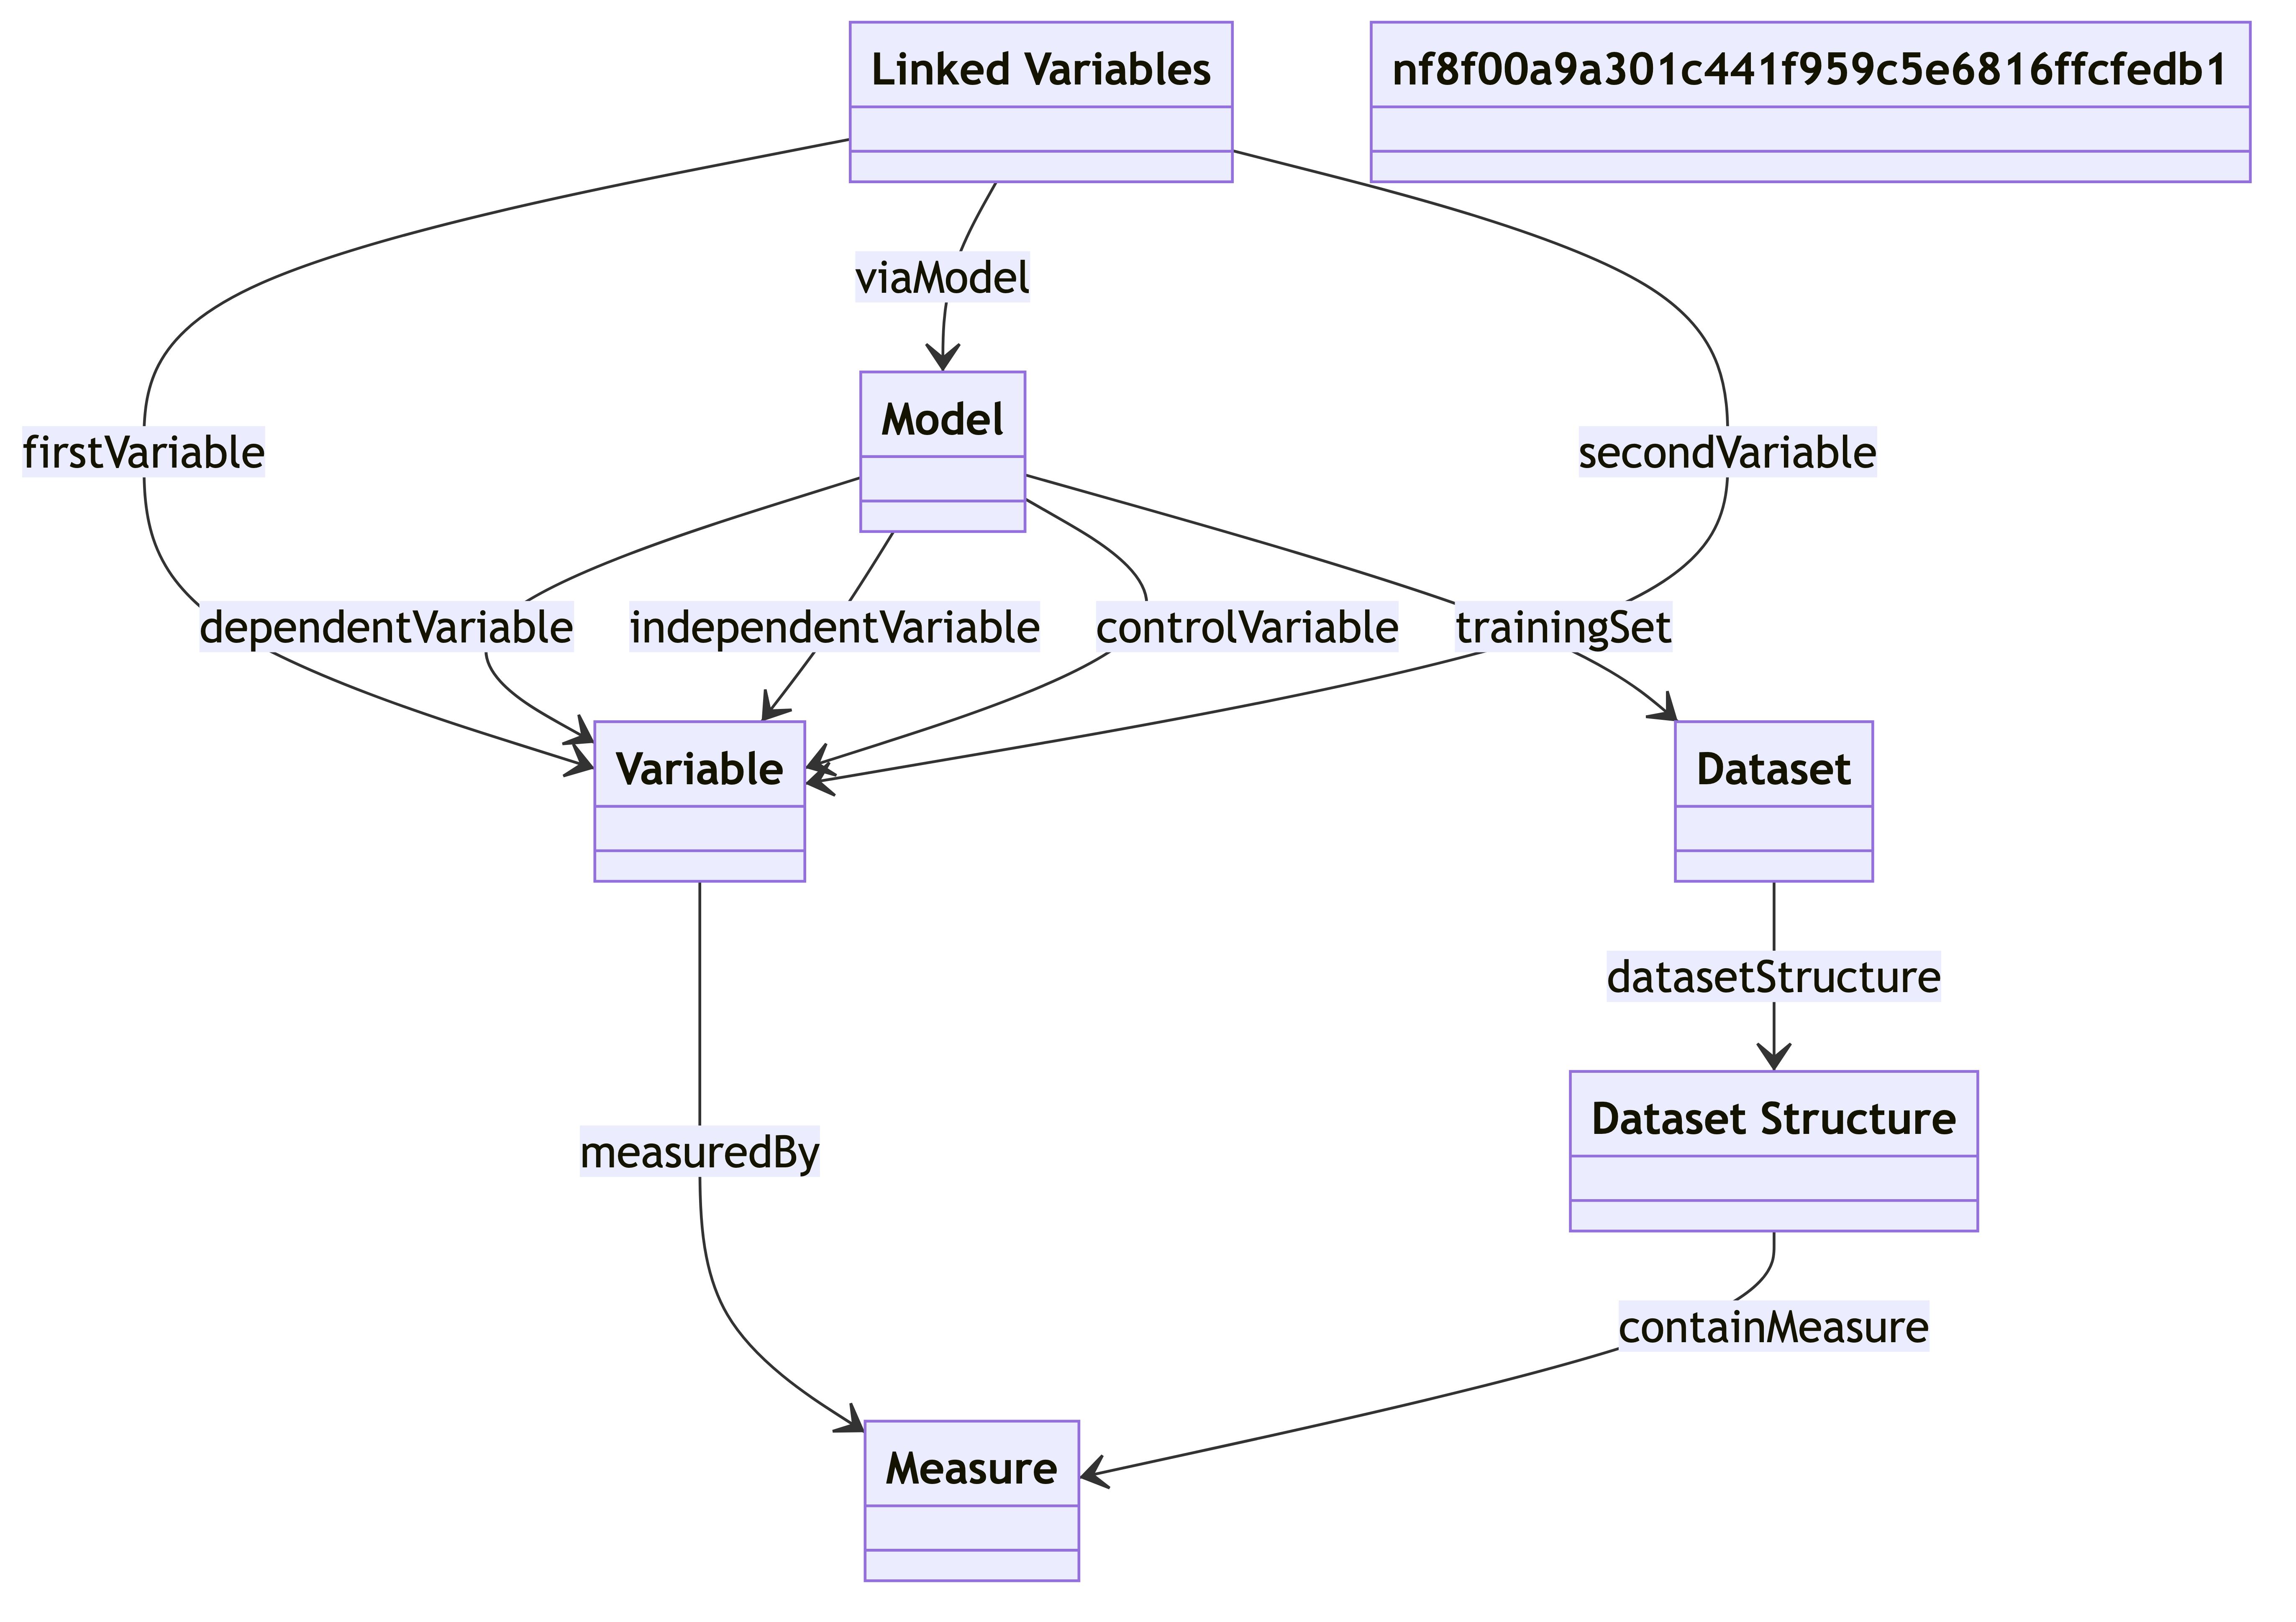 Linked Variables
nf8f00a9a301c441f959c5e6816ffcfedb1
viaModel
Model
firstVariable
secondVariable
dependentVariable
independentVariable
controlVariable
trainingSet
Variable
Dataset
datasetStructure
Dataset Structure
measuredBy
containMeasure
Measure